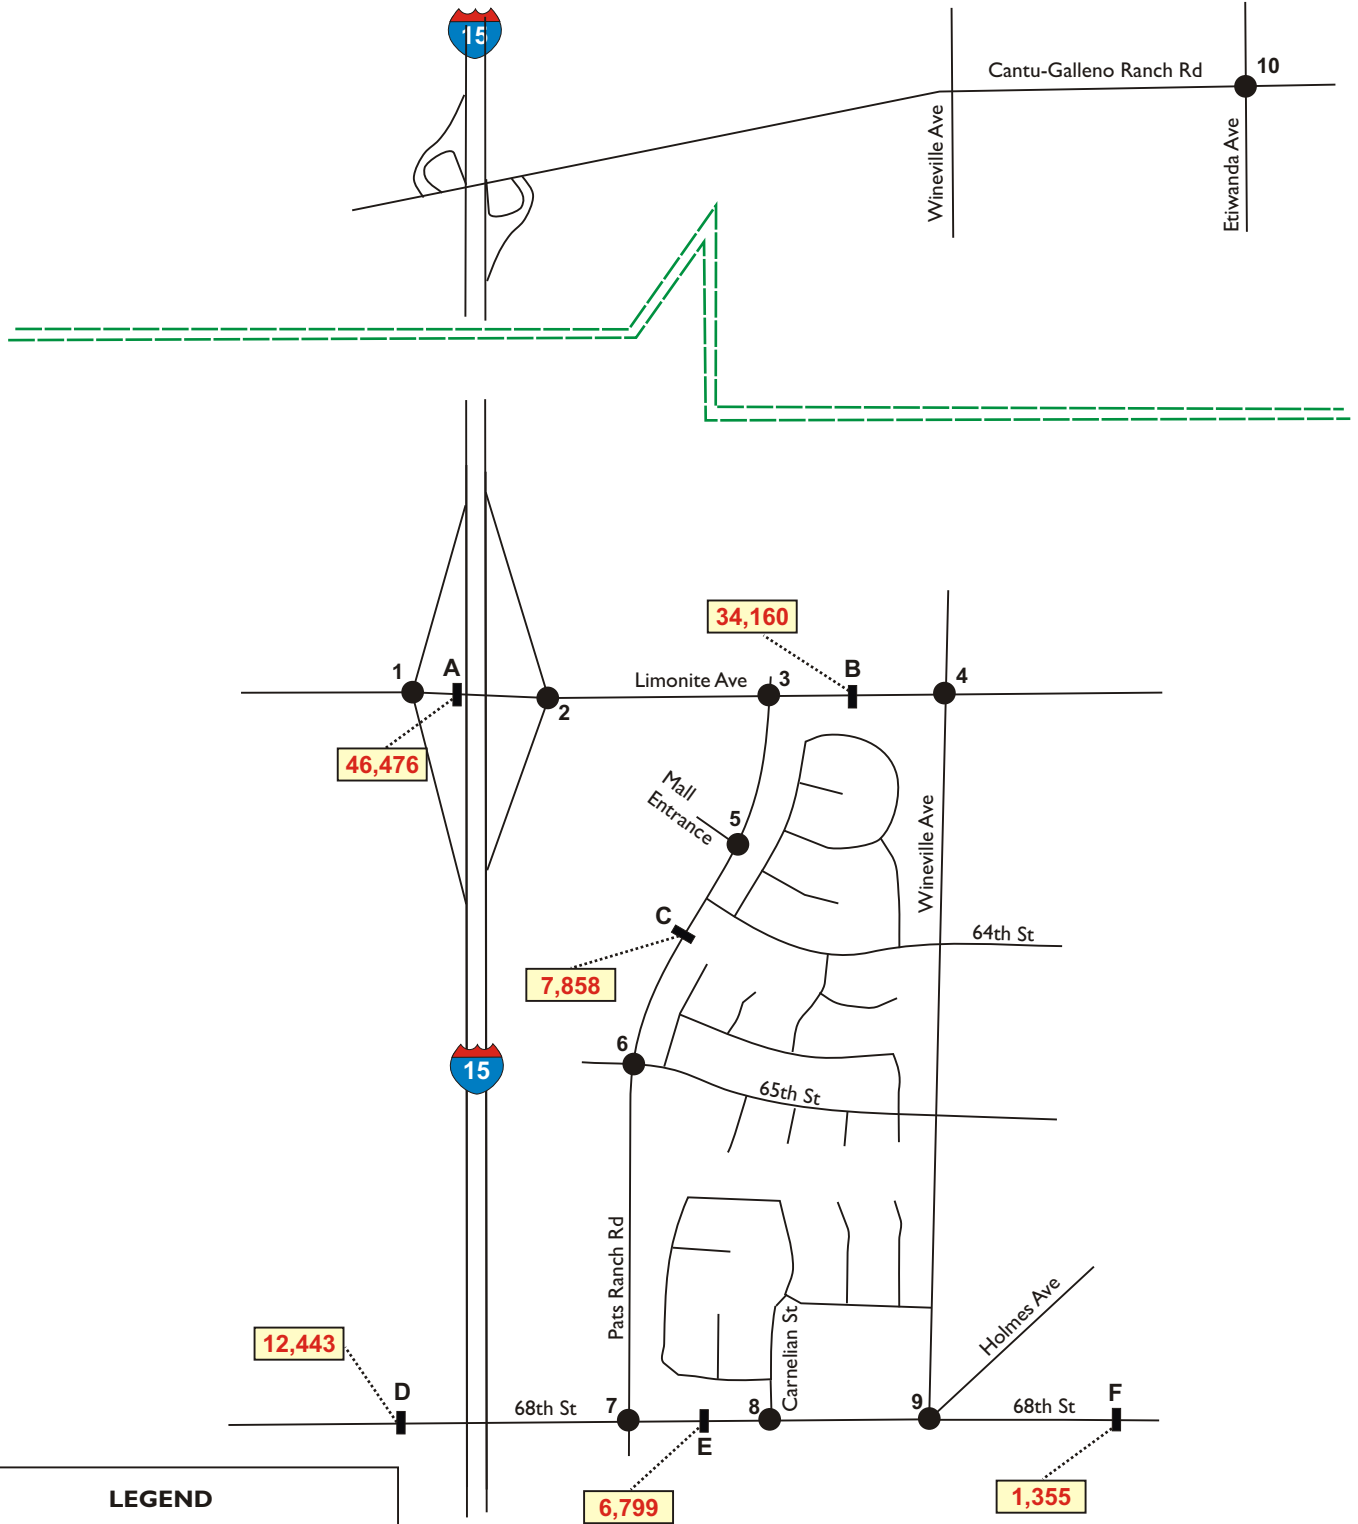 15
Cantu-Galleno Ranch Rd
10
Wineville Ave
Etiwanda Ave
34,160
1
A
2
Limonite Ave
3
B
4
46,476
Mall
Entrance
5
Wineville Ave
C
64th St
7,858
6
15
65th St
Pats Ranch Rd
Carnelian St
Holmes Ave
12,443
D
68th St
7
E
8
9
68th St
F
6,799
1,355
LEGEND